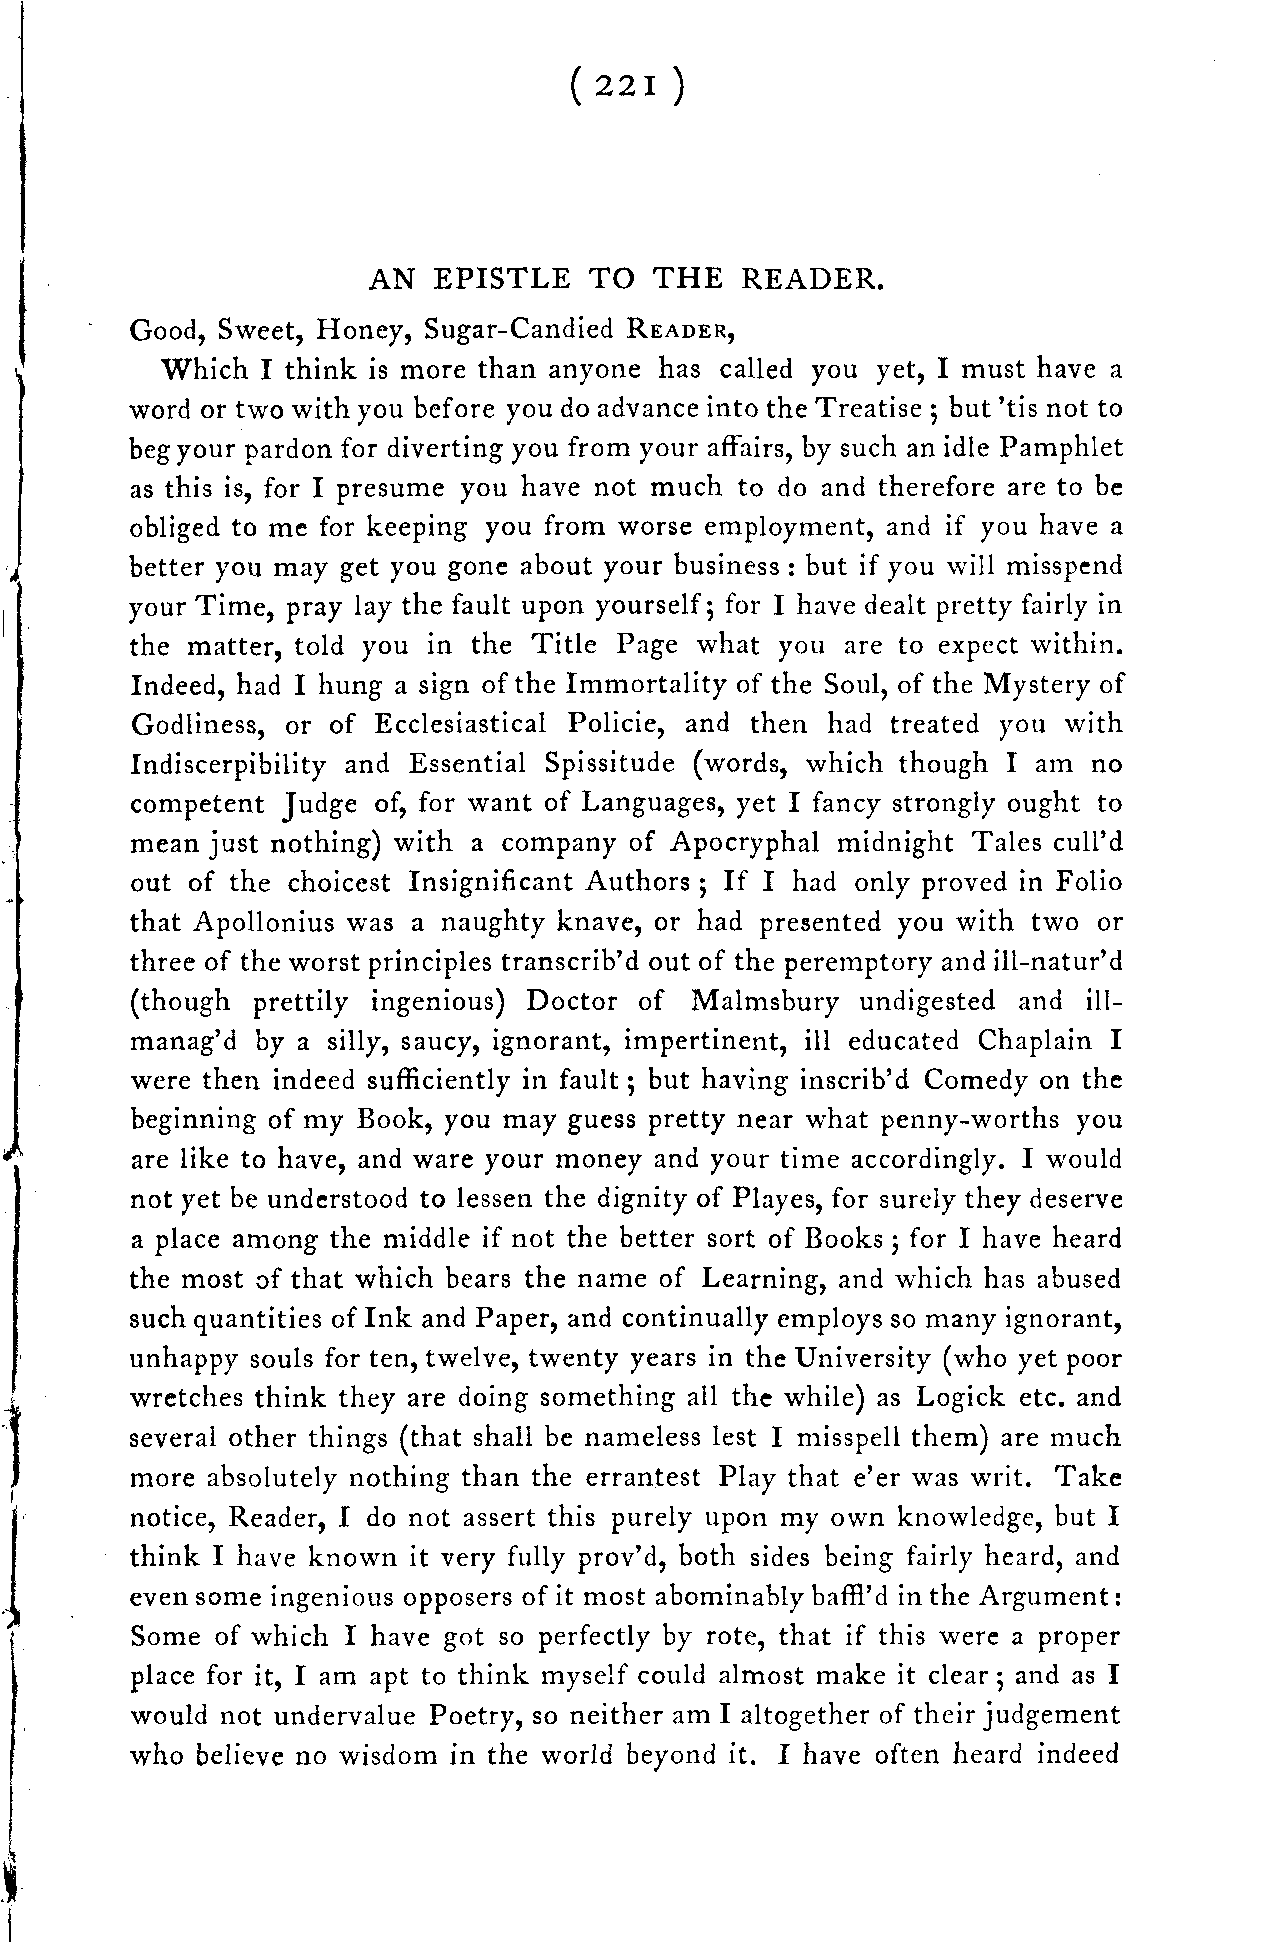 ( 221 )
AN EPISTLE TO THE READER.
Good, Sweet, Honey, Sugar-Candied READER,
Which I think is more than anyone has called you yet, I must have a
word or two with you before you do advance into the Treatise ; but 'tis not to
beg your pardon for diverting you from your affairs, by such an idle Pamphlet
as this is, for I presume you have not much to do and therefore are to be
obliged to me for keeping you from worse employment, and if you have a
better you may get you gone about your business : but if you will misspend
your Time, pray lay the fault upon yourself ; for I have dealt pretty fairly in
the matter, told you in the Title Page what you are to expect within.
Indeed, had I hung a sign of the Immortality of the Soul, of the Mystery of
Godliness, or of Ecclesiastical Policie, and then had treated you with
Indiscerpibility and Essential Spissitude (words, which though I am no
competent Judge of, for want of Languages, yet I fancy strongly ought to
mean just nothing) with a company of Apocryphal midnight Tales cull'd
out of the choicest Insignificant Authors ; If I had only proved in Folio
that Apollonius was a naughty knave, or had presented you with two or
three of the worst principles transcrib'd out of the peremptory and ill-natur'd
(though prettily ingenious) Doctor of Malmsbury undigested and ill-
manag'd by a silly, saucy, ignorant, impertinent, ill educated Chaplain I
were then indeed sufficiently in fault ; but having inscrib'd Comedy on the
beginning of my Book, you may guess pretty near what penny-worths you
are like to have, and ware your money and your time accordingly. I would
not yet be understood to lessen the dignity of Playes, for surely they deserve
a place among the middle if not the better sort of Books ; for I have heard
the most of that which bears the name of Learning, and which has abused
such quantities of Ink and Paper, and continually employs so many ignorant,
unhappy souls for ten, twelve, twenty years in the University (who yet poor
wretches think they are doing something all the while) as Logick etc. and
several other things (that shall be nameless lest I misspell them) are much
more absolutely nothing than the errantest Play that e'er was writ. Take
notice, Reader, I do not assert this purely upon my own knowledge, but I
think I have known it very fully prov'd, both sides being fairly heard, and
even some ingenious opposers of it most abominably baffl'd in the Argument :
Some of which I have got so perfectly by rote, that if this were a proper
place for it, I am apt to think myself could almost make it clear ; and as I
would not undervalue Poetry, so neither am I altogether of their judgement
who believe no wisdom in the world beyond it. I have often heard indeed